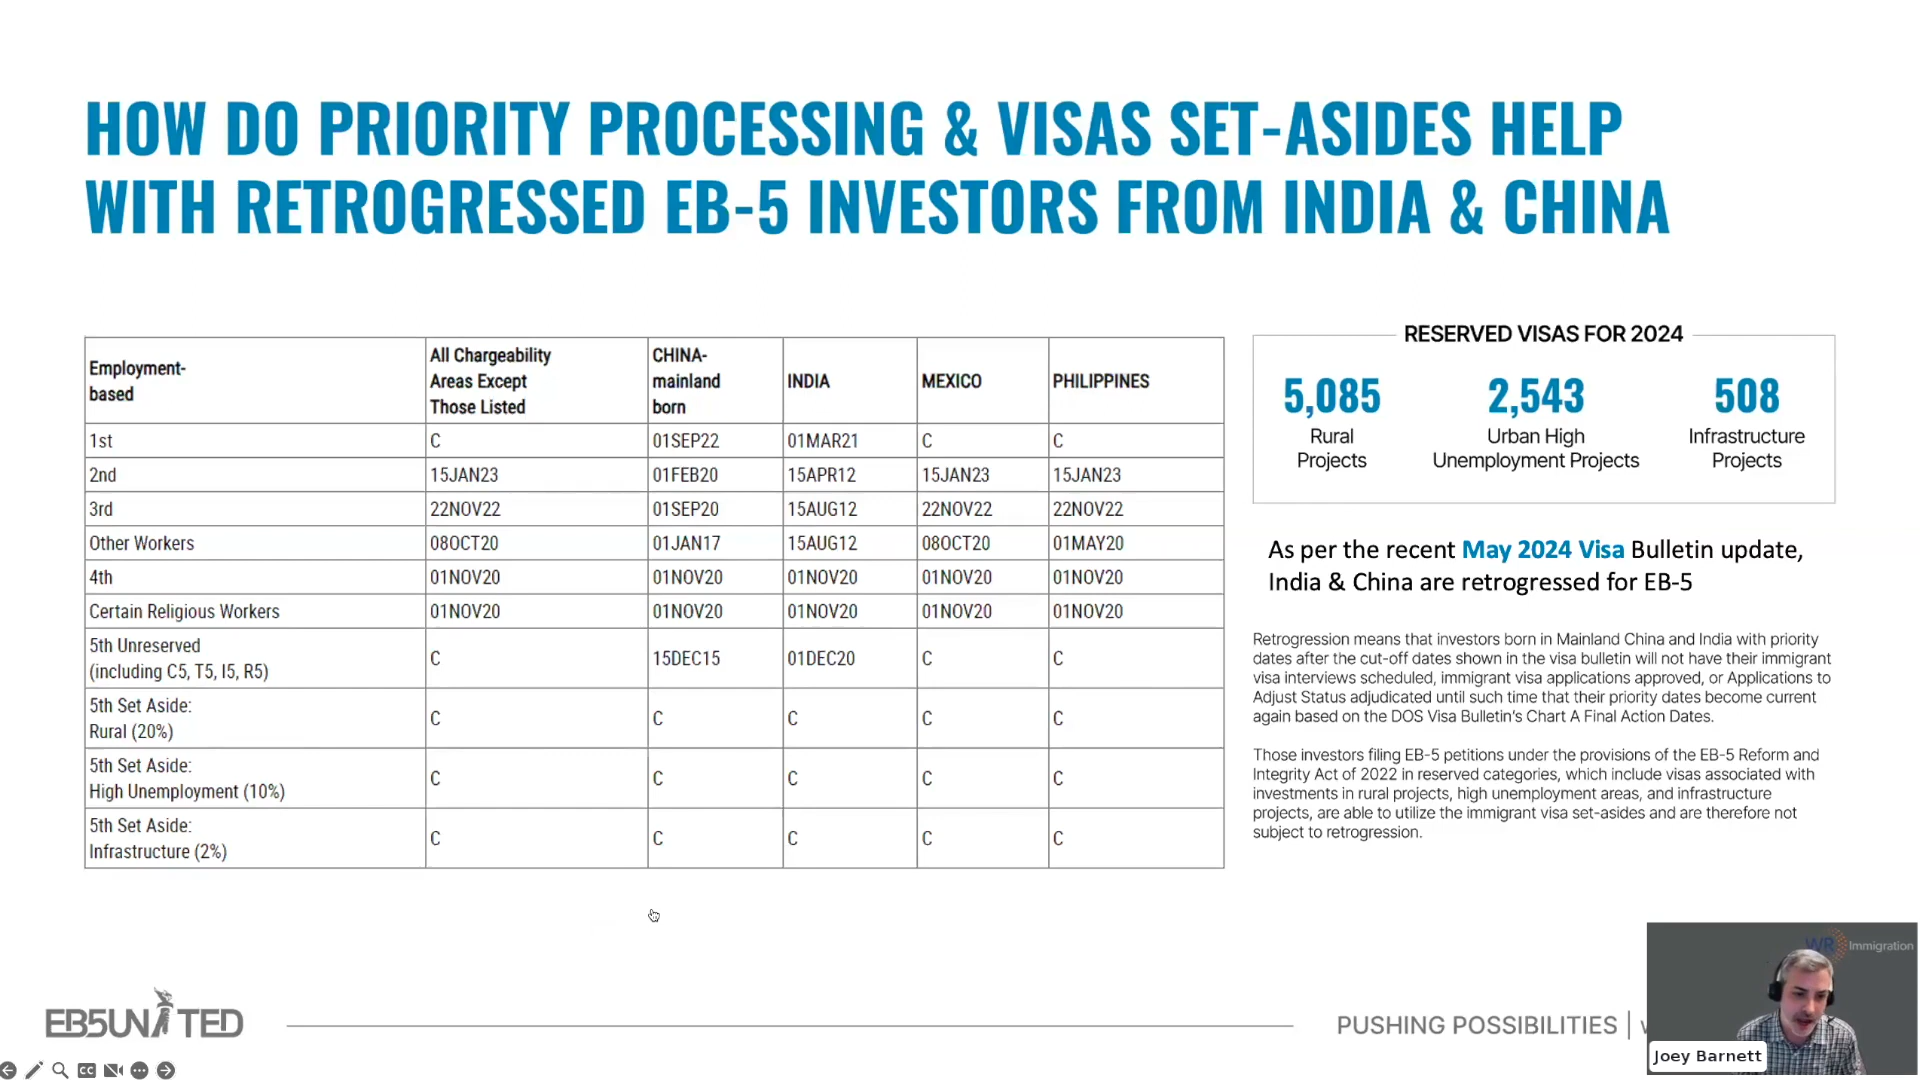 HOW DO PRIORITY PROCESSING & VISAS SET-ASIDES HELP
WITH RETROGRESSED EB-5 INVESTORS FROM INDIA & CHINA
Employment-
based
All Chargeability
Areas Except
Those Listed
CHINA-
mainland
born
INDIA
MEXICO
PHILIPPINES
1st C 01SEP22 01MAR21 C C
2nd 15JAN23 01FEB20 15APR12 15JAN23 15JAN23
3rd 22NOV22 01SEP20 15AUG12 22NOV22 22NOV22
Other Workers 08OCT20 01JAN17 15AUG12 08OCT20 01MAY20
4th 01NOV20 01NOV20 01NOV20 01NOV20 01NOV20
Certain Religious Workers 01NOV20 01NOV20 01NOV20 01NOV20 01NOV20
5th Unreserved
(including C5, T5, I5, R5)
C 15DEC15 01DEC20 C C
5th Set Aside:
Rural (20%)
C C C C C
5th Set Aside:
High Unemployment (10%)
C C C C C
5th Set Aside:
Infrastructure (2%)
C C C C C
RESERVED VISAS FOR 2024
5,085
Rural
Projects
2,543
Urban High
Unemployment Projects
508
Infrastructure
Projects
As per the recent May 2024 Visa Bulletin update,
India & China are retrogressed for EB-5
Retrogression means that investors born in Mainland China and India with priority
dates after the cut-off dates shown in the visa bulletin will not have their immigrant
visa interviews scheduled, immigrant visa applications approved, or Applications to
Adjust Status adjudicated until such time that their priority dates become current
again based on the DOS Visa Bulletin's Chart A Final Action Dates.
Those investors filing EB-5 petitions under the provisions of the EB-5 Reform and
Integrity Act of 2022 in reserved categories, which include visas associated with
investments in rural projects, high unemployment areas, and infrastructure
projects, are able to utilize the immigrant visa set-asides and are therefore not
subject to retrogression.
WR Immigration
EB5UNITED
PUSHING POSSIBILITIES |
Joey Barnett
CC